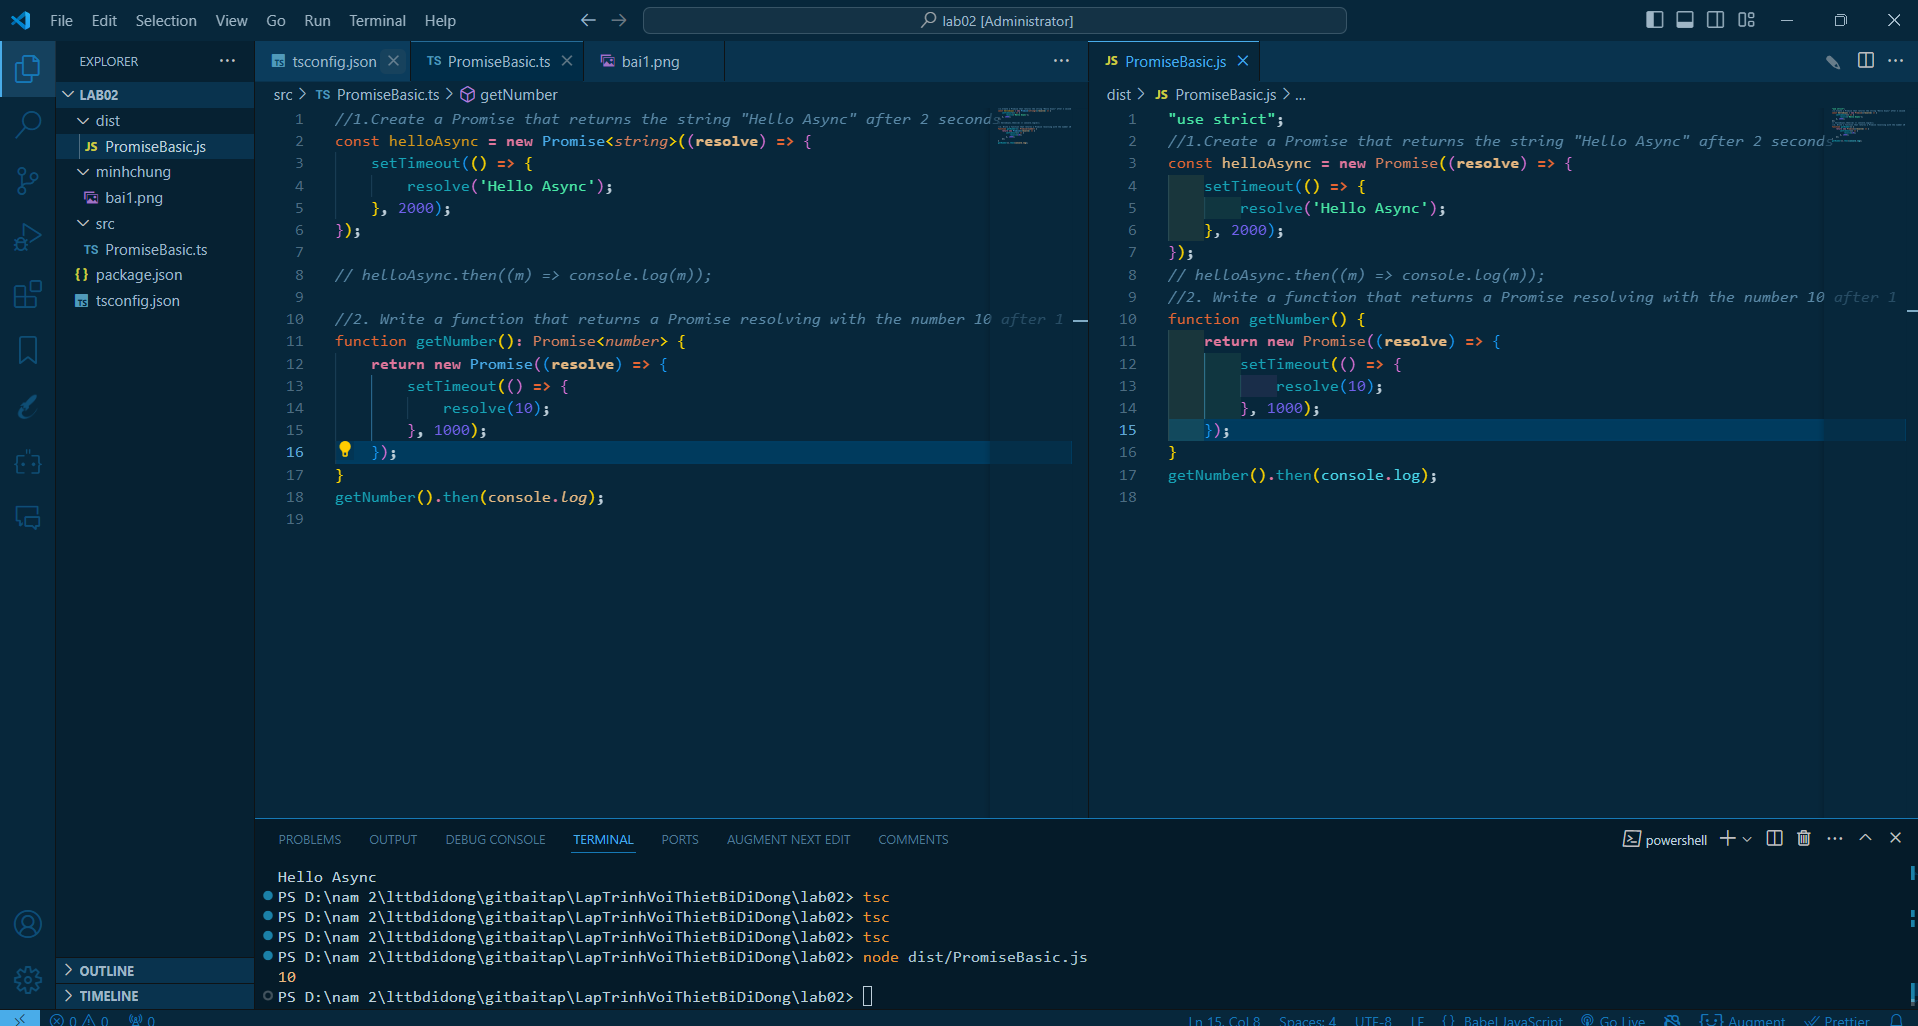 File Edit Selection View Go Run Terminal Help
lab02 [Administrator]
EXPLORER
LAB02
dist
JS PromiseBasic.js
minhchung
bai1.png
src
TS PromiseBasic.ts
{} package.json
TS tsconfig.json
OUTLINE
TIMELINE
TS tsconfig.json
TS PromiseBasic.ts
bai1.png
src > TS PromiseBasic.ts > getNumber
1 //1.Create a Promise that returns the string "Hello Async" after 2 seconds
2 const helloAsync = new Promise<string>((resolve) => {
3 setTimeout(() => {
4 resolve('Hello Async');
5 }, 2000);
6 });
7
8 // helloAsync.then((m) => console.log(m));
9
10 //2. Write a function that returns a Promise resolving with the number 10 after 1
11 function getNumber(): Promise<number> {
12 return new Promise((resolve) => {
13 setTimeout(() => {
14 resolve(10);
15 }, 1000);
16 });
17 }
18 getNumber().then(console.log);
19
JS PromiseBasic.js
dist > JS PromiseBasic.js > ...
1 "use strict";
2 //1.Create a Promise that returns the string "Hello Async" after 2 seconds
3 const helloAsync = new Promise((resolve) => {
4 setTimeout(() => {
5 resolve('Hello Async');
6 }, 2000);
7 });
8 // helloAsync.then((m) => console.log(m));
9 //2. Write a function that returns a Promise resolving with the number 10 after 1
10 function getNumber() {
11 return new Promise((resolve) => {
12 setTimeout(() => {
13 resolve(10);
14 }, 1000);
15 });
16 }
17 getNumber().then(console.log);
18
PROBLEMS OUTPUT DEBUG CONSOLE TERMINAL PORTS AUGMENT NEXT EDIT COMMENTS
powershell
Hello Async
PS D:\nam 2\lttbdidong\gitbaitap\LapTrinhVoiThietBiDiDong\lab02> tsc
PS D:\nam 2\lttbdidong\gitbaitap\LapTrinhVoiThietBiDiDong\lab02> tsc
PS D:\nam 2\lttbdidong\gitbaitap\LapTrinhVoiThietBiDiDong\lab02> tsc
PS D:\nam 2\lttbdidong\gitbaitap\LapTrinhVoiThietBiDiDong\lab02> node dist/PromiseBasic.js
10
PS D:\nam 2\lttbdidong\gitbaitap\LapTrinhVoiThietBiDiDong\lab02>
0 0 0 Ln 15, Col 8 Spaces: 4 UTF-8 LF {} Babel JavaScript Go Live Augment Prettier